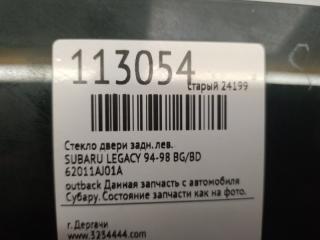 113054
старый 24199
Стекло двери задн.лев.
SUBARU LEGACY 94-98 BG/BD
62011AJ01A
outback Данная запчасть с автомобиля
Субару.Состояние запчасти как на фото.
г. Дергачи
www.3254444.com